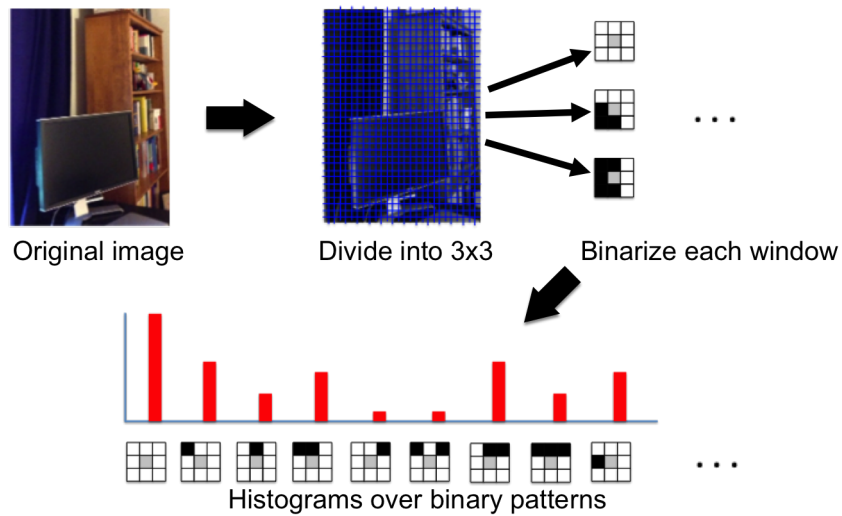 Original image
Divide into 3x3
Binarize each window
. . .
. . .
Histograms over binary patterns